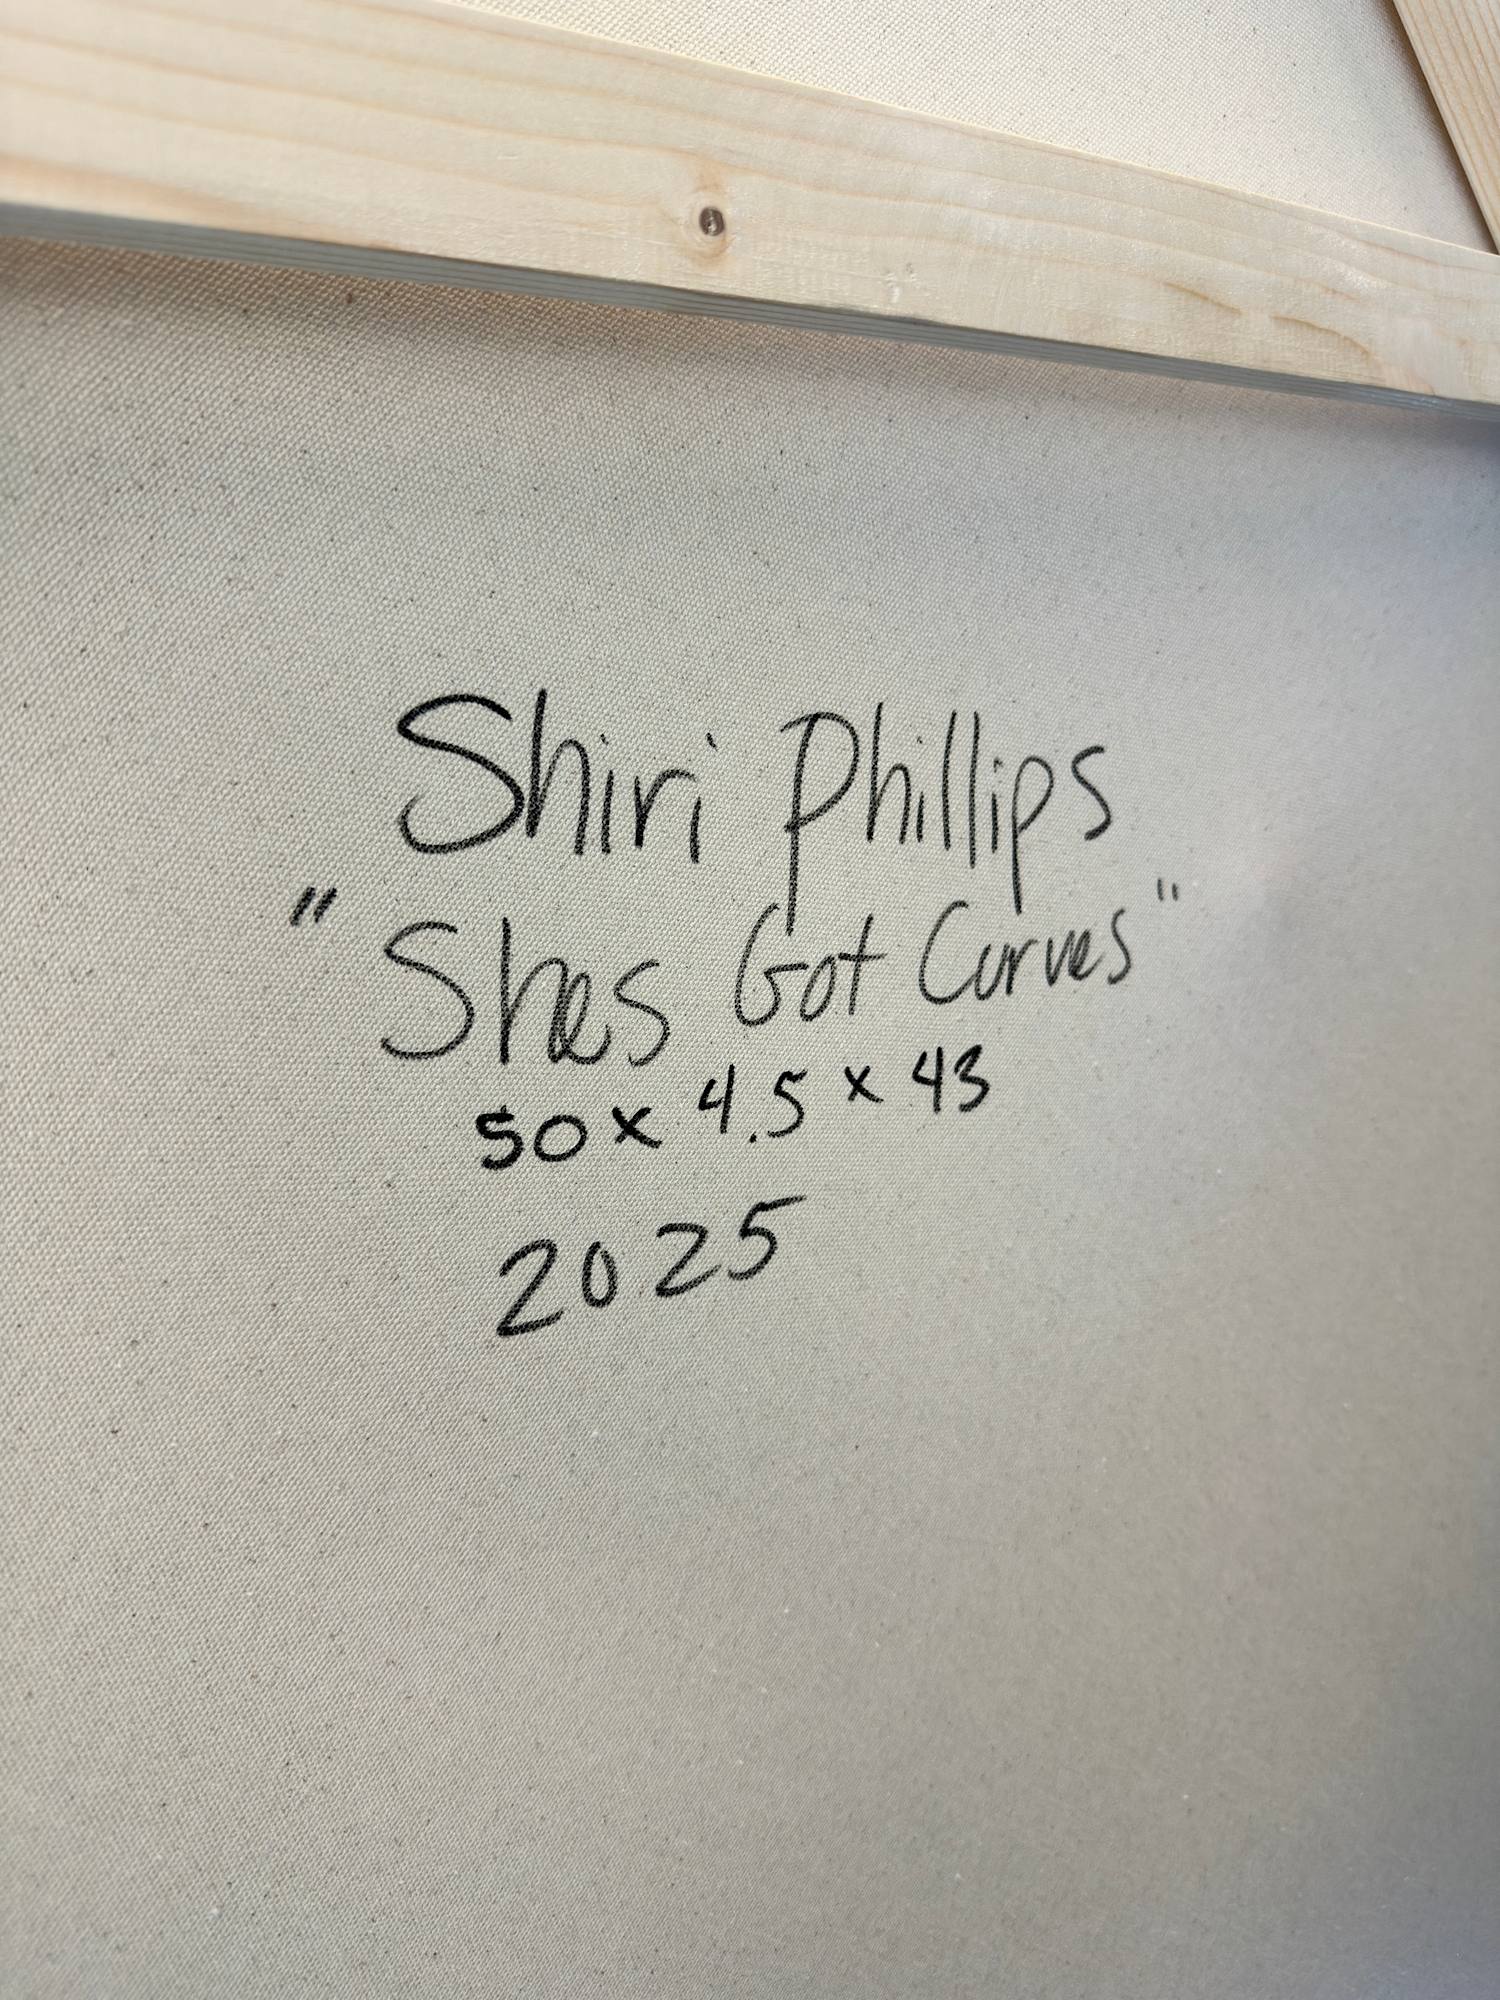 Shiri Phillips
"Shes Got Curves"
50 x 4.5 x 43
2025